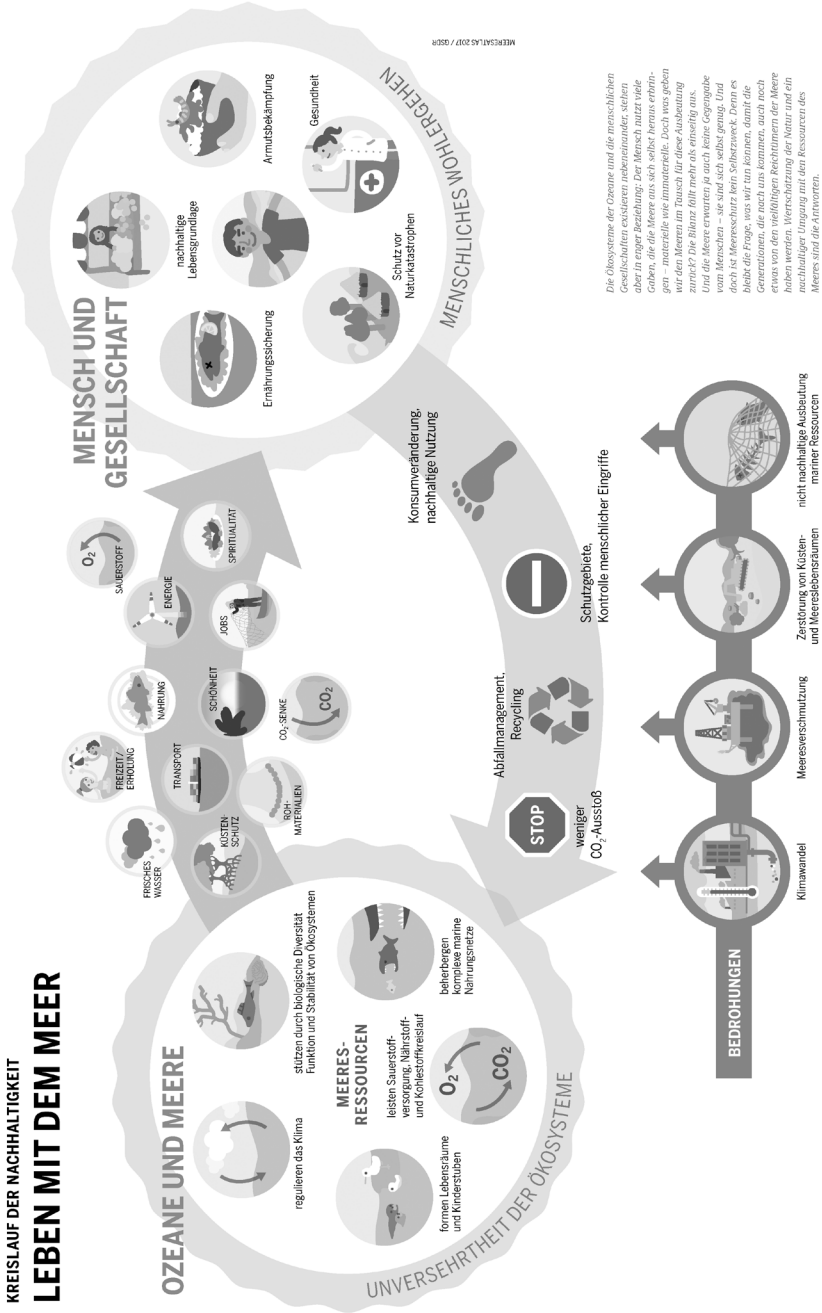 KREISLAUF DER NACHHALTIGKEIT
LEBEN MIT DEM MEER
OZEANE UND MEERE
regulieren das Klima
stützen durch biologische Diversität
Funktion und Stabilität von Ökosystemen
MEERES-
RESSOURCEN
formen Lebensräume
und Kinderstuben
leisten Sauerstoff-
versorgung, Nährstoff-
und Kohlestoffkreislauf
O₂
CO₂
beherbergen
komplexe marine
Nahrungsnetze
UNVERSEHRTHEIT DER ÖKOSYSTEME
FRISCHES
WASSER
FREIZEIT/
ERHOLUNG
NAHRUNG
O₂
SAUERSTOFF
ENERGIE
KÜSTEN-
SCHUTZ
TRANSPORT
SCHÖNHEIT
JOBS
SPIRITUALITÄT
ROH-
MATERIALIEN
CO₂-SENKE
CO₂
MENSCH UND
GESELLSCHAFT
nachhaltige
Lebensgrundlage
Armutsbekämpfung
Ernährungssicherung
Gesundheit
Schutz vor
Naturkatastrophen
MENSCHLICHES WOHLERGEHEN
Konsumveränderung,
nachhaltige Nutzung
Schutzgebiete,
Kontrolle menschlicher Eingriffe
Abfallmanagement,
Recycling
STOP
weniger
CO₂-Ausstoß
BEDROHUNGEN
Klimawandel
Meeresverschmutzung
Zerstörung von Küsten-
und Meereslebensräumen
nicht nachhaltige Ausbeutung
mariner Ressourcen
MEERESATLAS 2017 / GSDR
Die Ökosysteme der Ozeane und die menschlichen
Gesellschaften existieren nebeneinander, stehen
aber in enger Beziehung: Der Mensch nutzt viele
Gaben, die die Meere aus sich selbst heraus erbrin-
gen – materielle wie immaterielle. Doch was geben
wir den Meeren im Tausch für diese Ausbeutung
zurück? Die Bilanz fällt mehr als einseitig aus.
Und die Meere erwarten ja auch keine Gegengabe
vom Menschen – sie sind sich selbst genug. Und
doch ist Meeresschutz kein Selbstzweck. Denn es
bleibt die Frage, was wir tun können, damit die
Generationen, die nach uns kommen, auch noch
etwas von den vielfältigen Reichtümern der Meere
haben werden. Wertschätzung der Natur und ein
nachhaltiger Umgang mit den Ressourcen des
Meeres sind die Antworten.